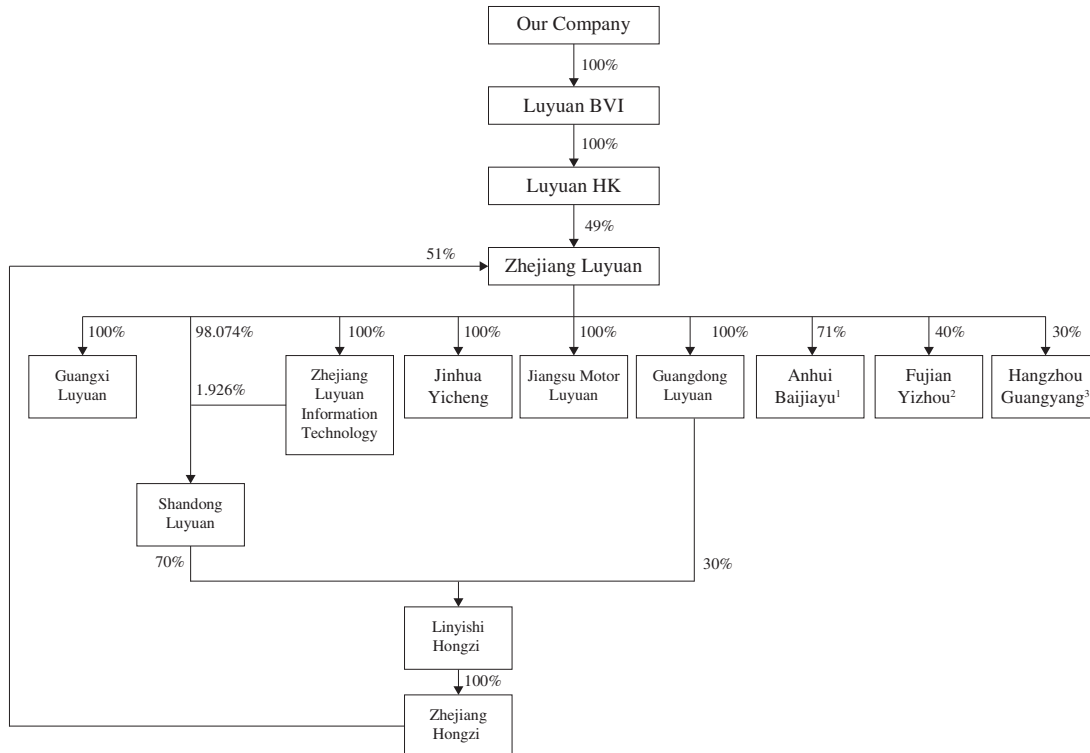 Our Company
100%
Luyuan BVI
100%
Luyuan HK
49%
51%
Zhejiang Luyuan
100%
98.074%
100%
100%
100%
100%
71%
40%
30%
Guangxi
Luyuan
1.926%
Zhejiang
Luyuan
Information
Technology
Jinhua
Yicheng
Jiangsu Motor
Luyuan
Guangdong
Luyuan
Anhui
Baijiayu1
Fujian
Yizhou2
Hangzhou
Guangyang3
Shandong
Luyuan
70%
30%
Linyishi
Hongzi
100%
Zhejiang
Hongzi